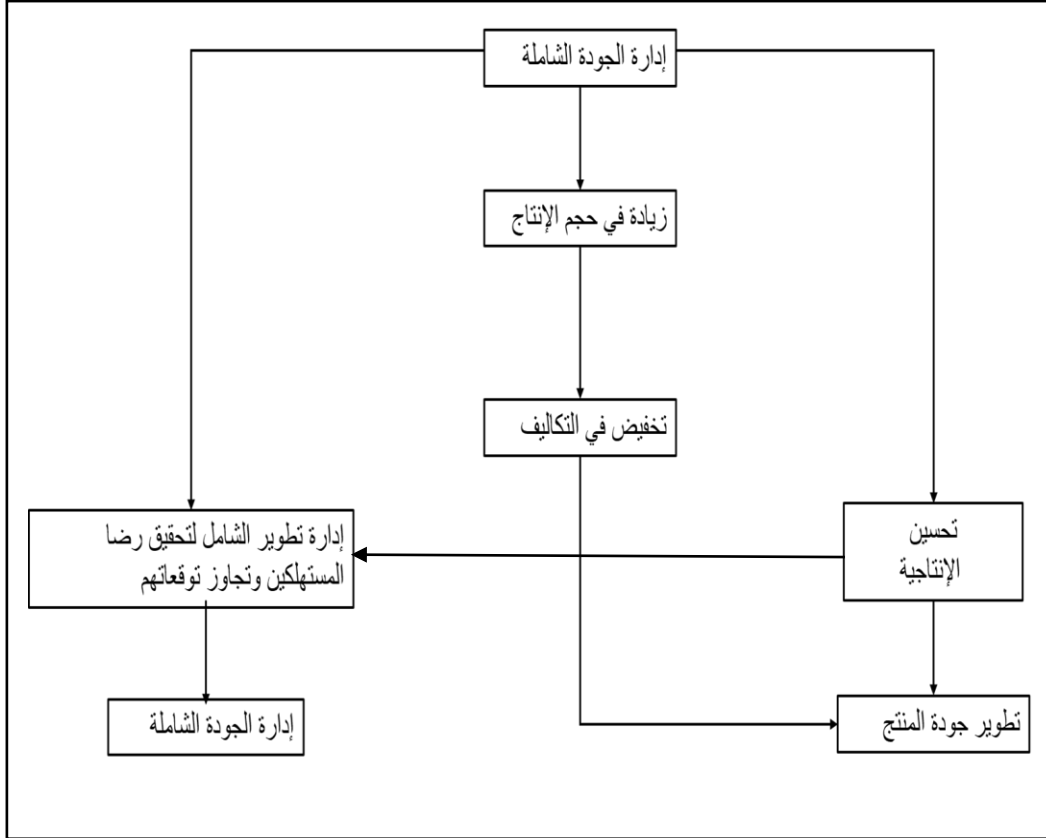 إدارة الجودة الشاملة
زيادة في حجم الإنتاج
تخفيض في التكاليف
تحسين
الإنتاجية
إدارة تطوير الشامل لتحقيق رضا
المستهلكين وتجاوز توقعاتهم
تطوير جودة المنتج
إدارة الجودة الشاملة